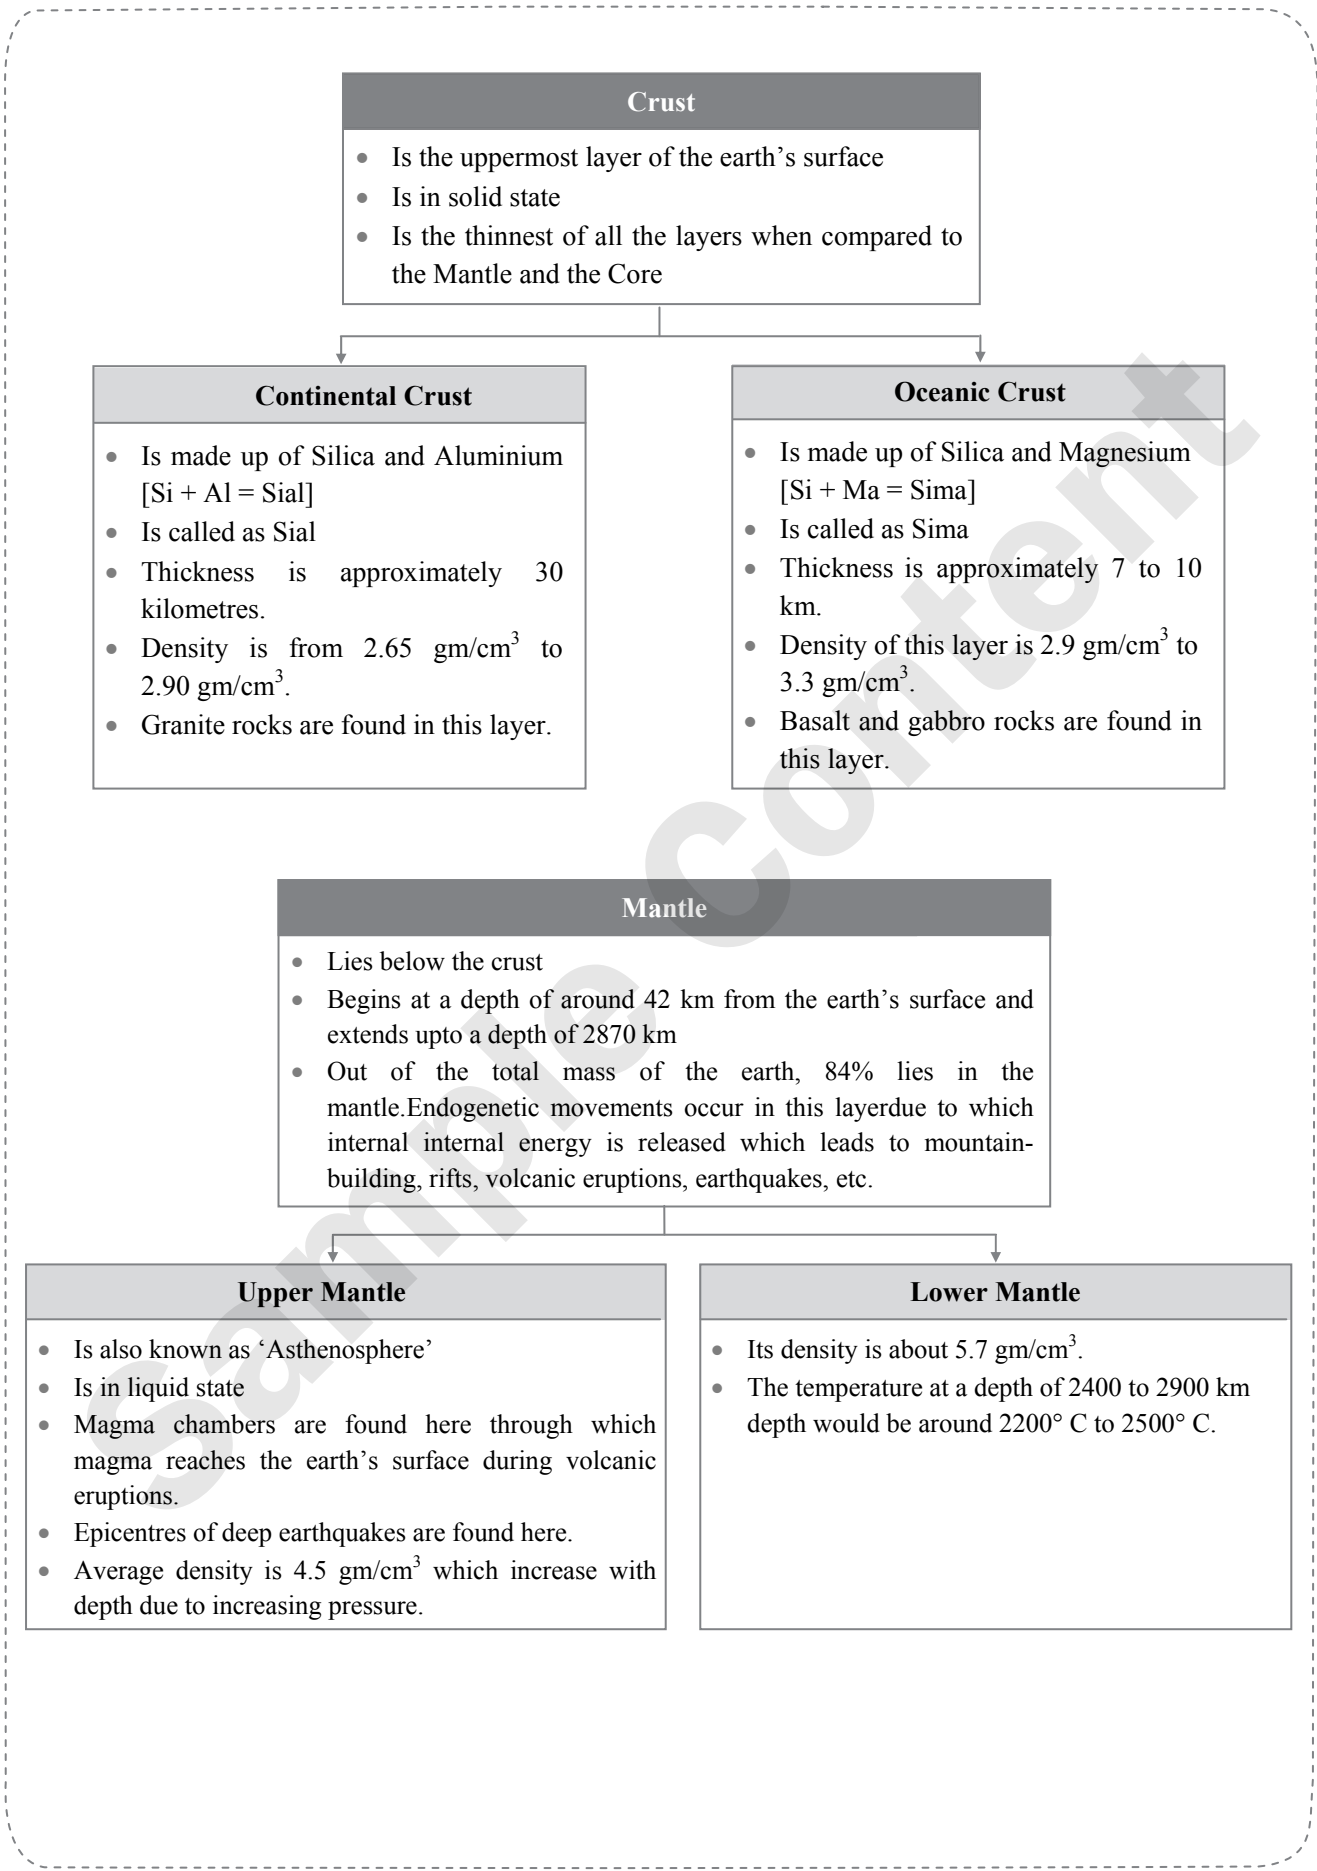 Crust
• Is the uppermost layer of the earth’s surface
• Is in solid state
• Is the thinnest of all the layers when compared to
the Mantle and the Core
Continental Crust
• Is made up of Silica and Aluminium
[Si + Al = Sial]
• Is called as Sial
• Thickness is approximately 30
kilometres.
• Density is from 2.65 gm/cm³ to
2.90 gm/cm³.
• Granite rocks are found in this layer.
Oceanic Crust
• Is made up of Silica and Magnesium
[Si + Ma = Sima]
• Is called as Sima
• Thickness is approximately 7 to 10
km.
• Density of this layer is 2.9 gm/cm³ to
3.3 gm/cm³.
• Basalt and gabbro rocks are found in
this layer.
Mantle
• Lies below the crust
• Begins at a depth of around 42 km from the earth’s surface and
extends upto a depth of 2870 km
• Out of the total mass of the earth, 84% lies in the
mantle.Endogenetic movements occur in this layerdue to which
internal internal energy is released which leads to mountain-
building, rifts, volcanic eruptions, earthquakes, etc.
Upper Mantle
• Is also known as ‘Asthenosphere’
• Is in liquid state
• Magma chambers are found here through which
magma reaches the earth’s surface during volcanic
eruptions.
• Epicentres of deep earthquakes are found here.
• Average density is 4.5 gm/cm³ which increase with
depth due to increasing pressure.
Lower Mantle
• Its density is about 5.7 gm/cm³.
• The temperature at a depth of 2400 to 2900 km
depth would be around 2200° C to 2500° C.
Sample Content